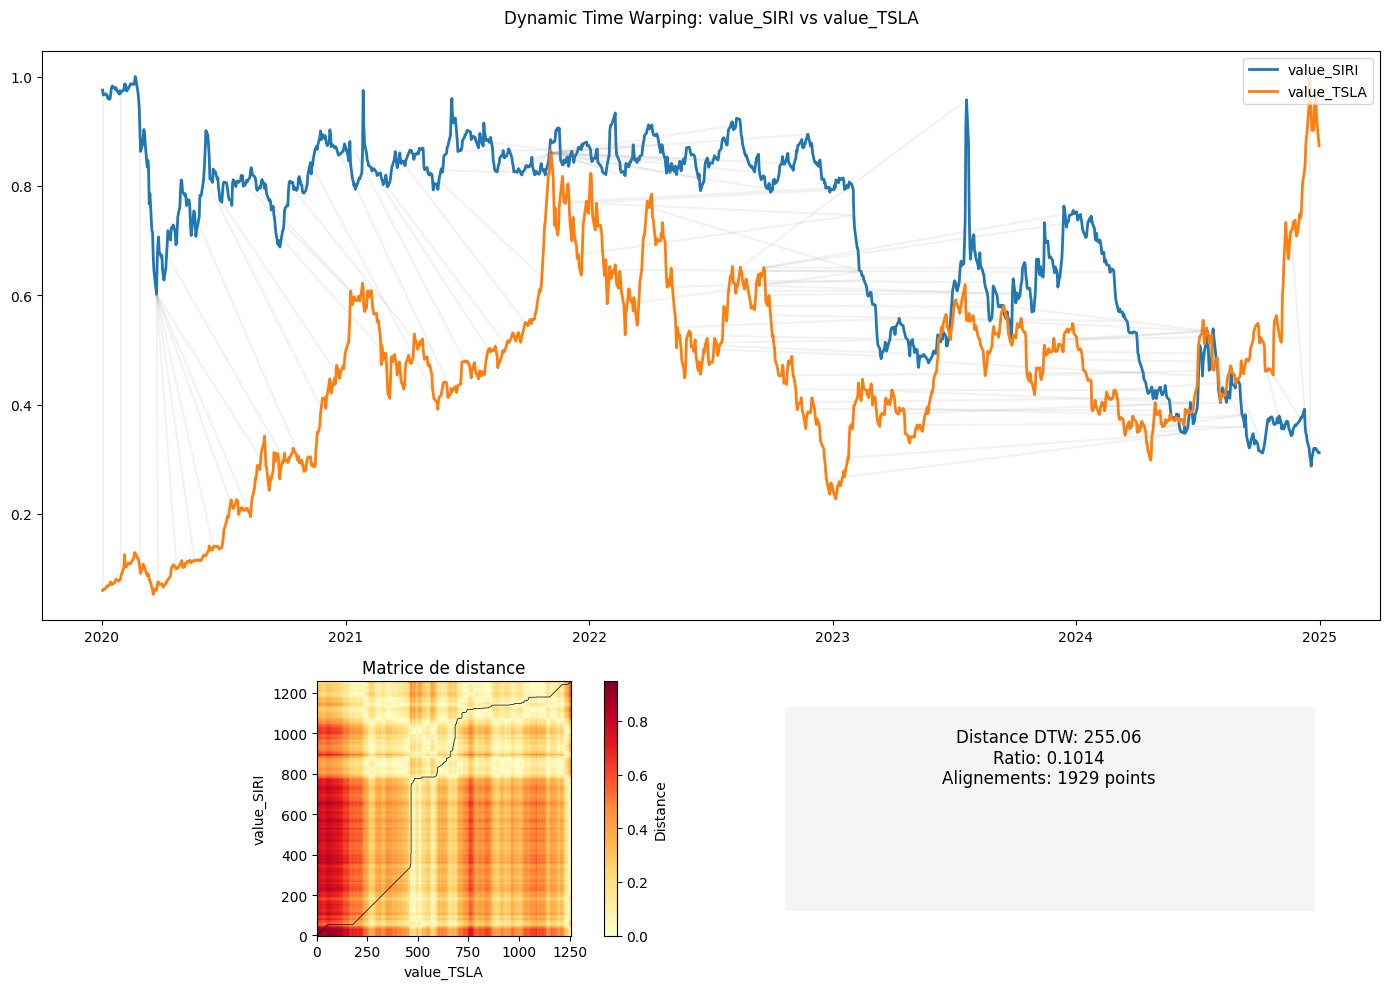 Dynamic Time Warping: value_SIRI vs value_TSLA
value_SIRI
value_TSLA
1.0
0.8
0.6
0.4
0.2
2020 2021 2022 2023 2024 2025
Matrice de distance
value_SIRI
1200
1000
800
600
400
200
0
0 250 500 750 1000 1250
value_TSLA
0.8
0.6
0.4
0.2
0.0
Distance
Distance DTW: 255.06
Ratio: 0.1014
Alignements: 1929 points